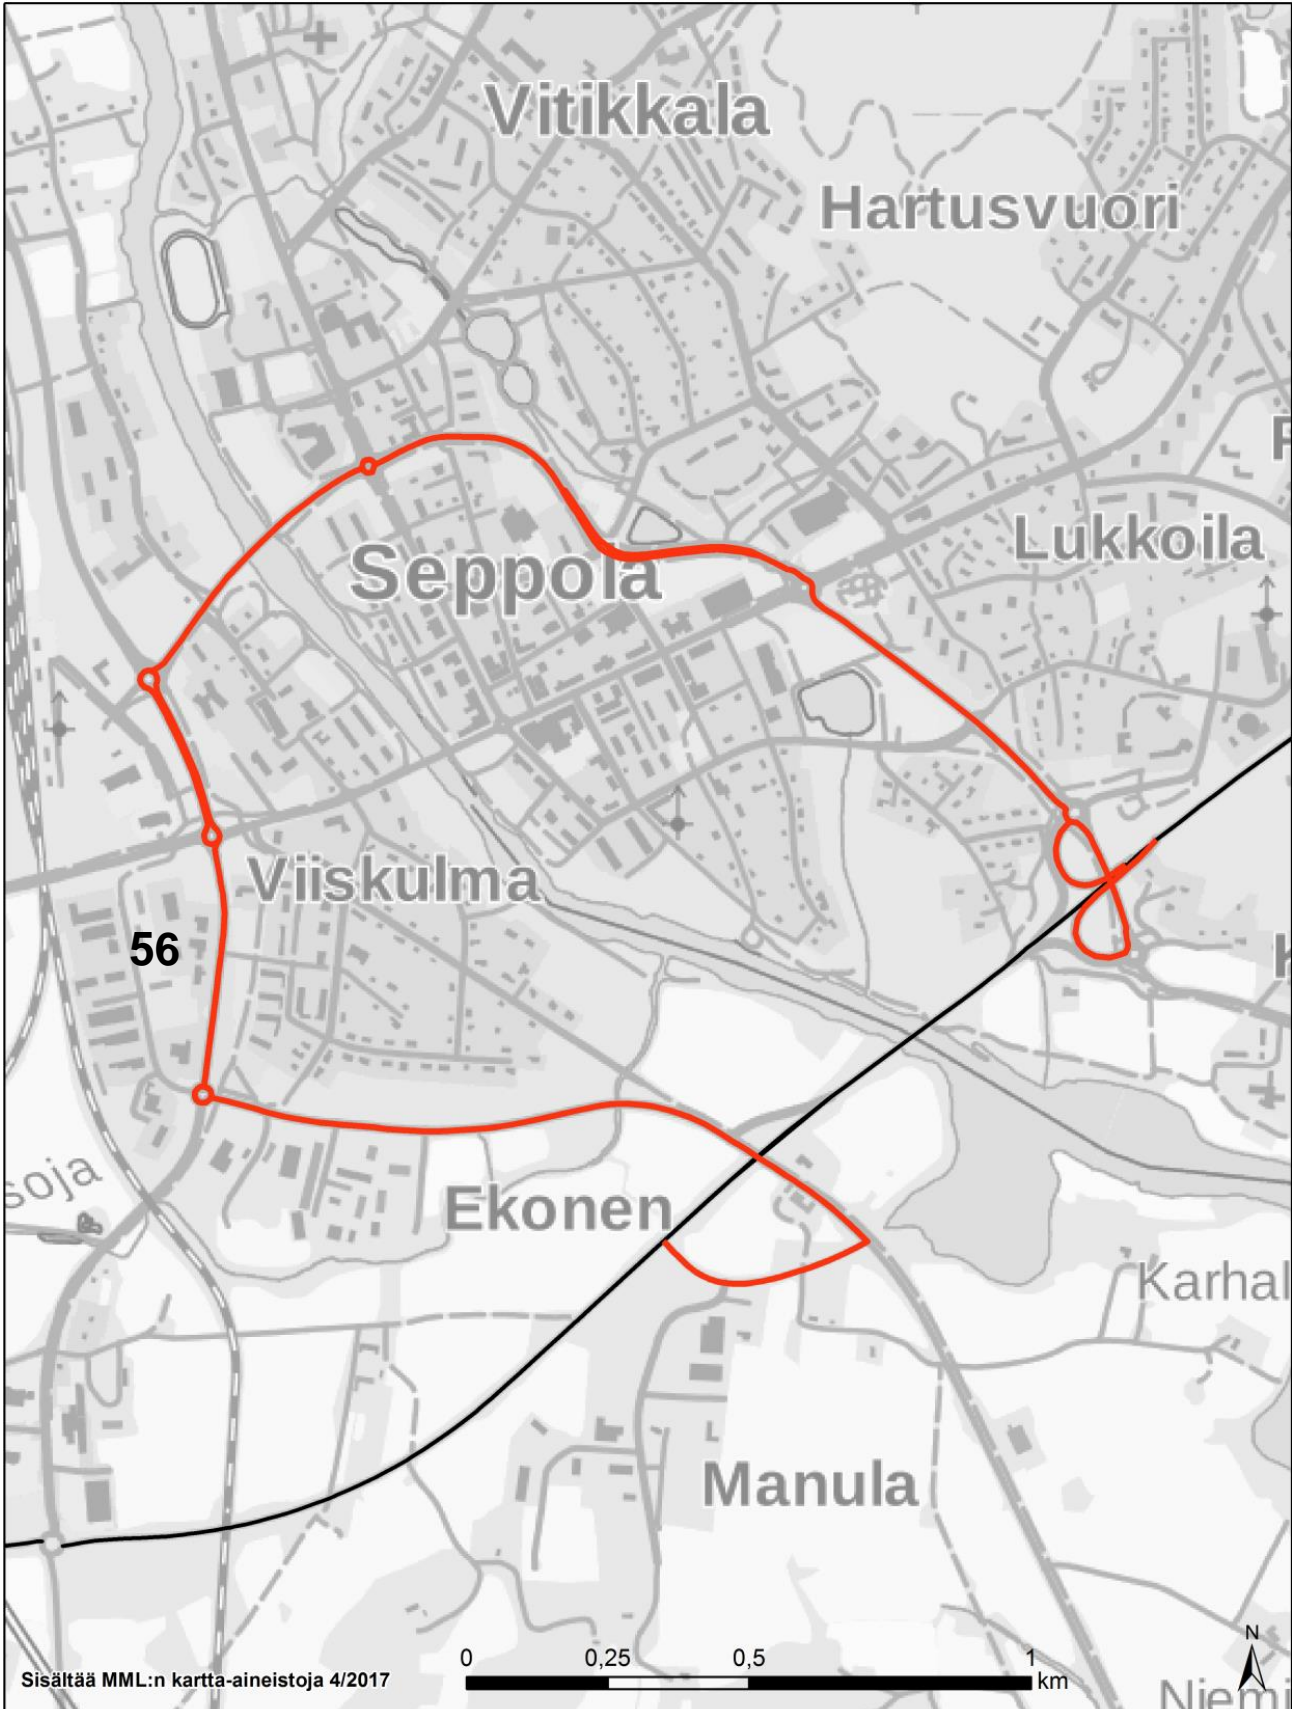 Vitikkala
Hartusvuori
Lukkoila
Seppola
Viiskulma
56
soja
Ekonen
Karhal
Manula
N
0 0,25 0,5 1
km
Sisältää MML:n kartta-aineistoja 4/2017
Niemi